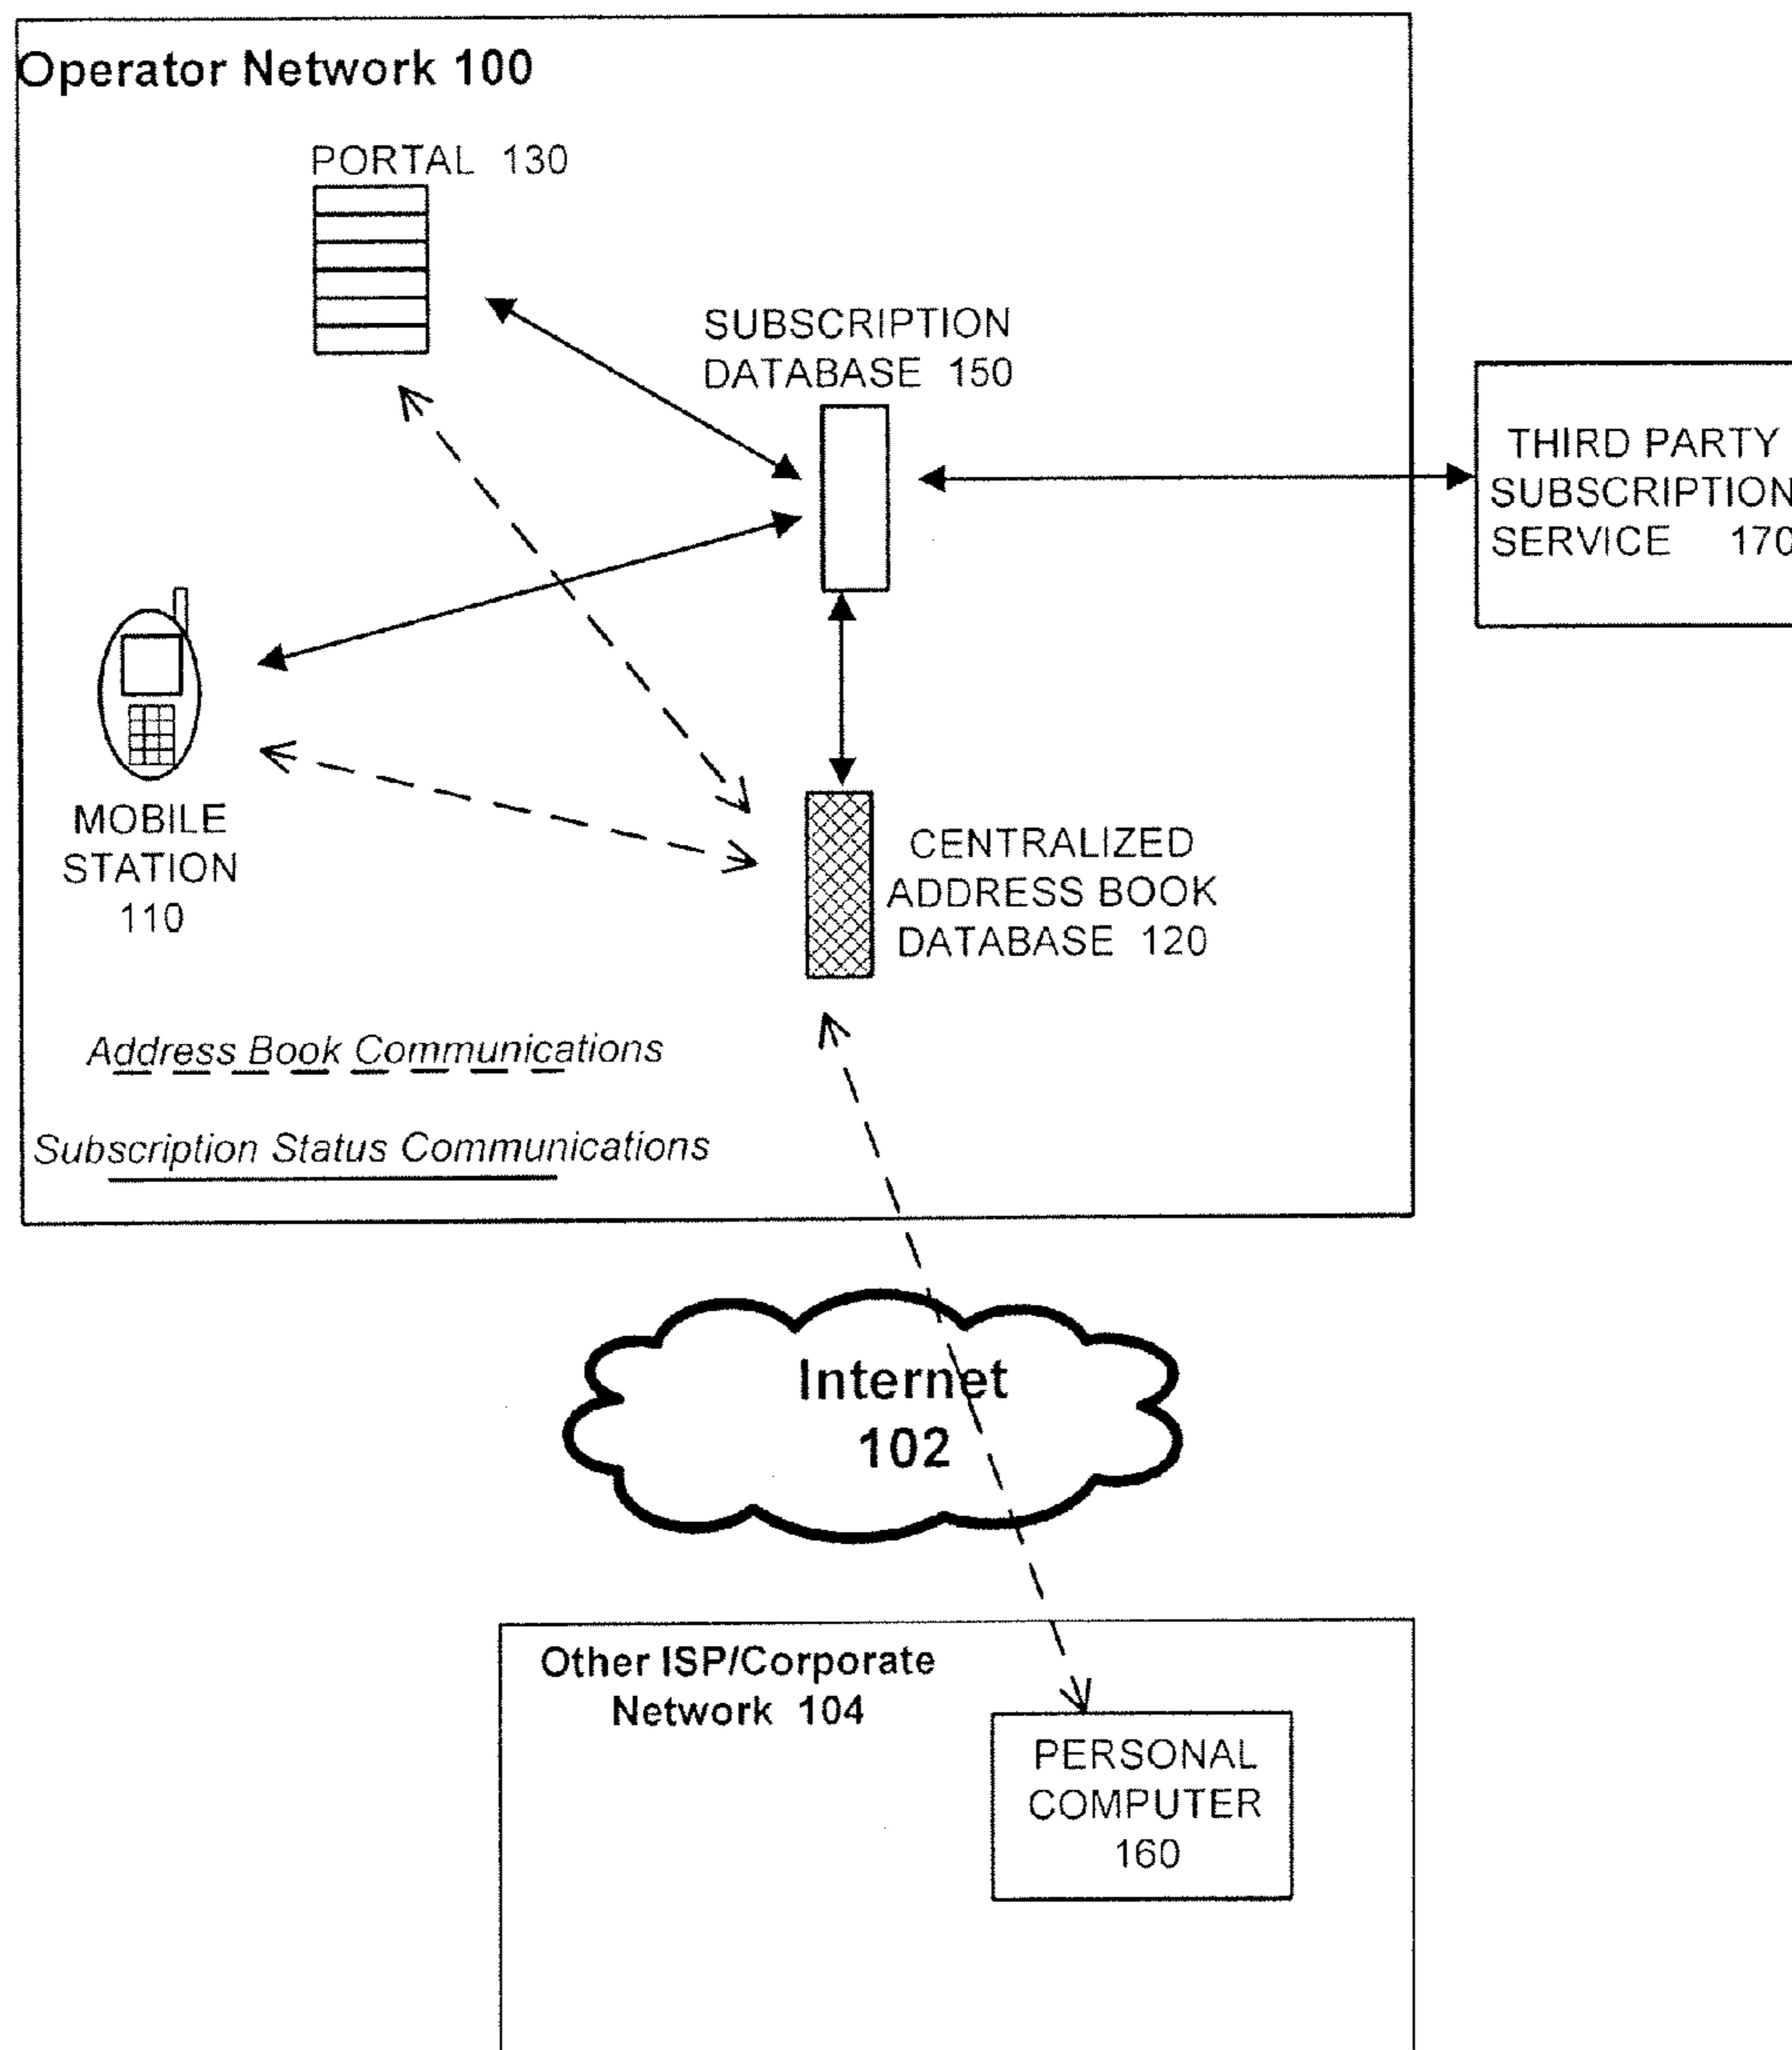 Operator Network 100
PORTAL 130
SUBSCRIPTION
DATABASE 150
THIRD PARTY
SUBSCRIPTION
SERVICE 170
MOBILE
STATION
110
CENTRALIZED
ADDRESS BOOK
DATABASE 120
Address Book Communications
Subscription Status Communications
Internet
102
Other ISP/Corporate
Network 104
PERSONAL
COMPUTER
160